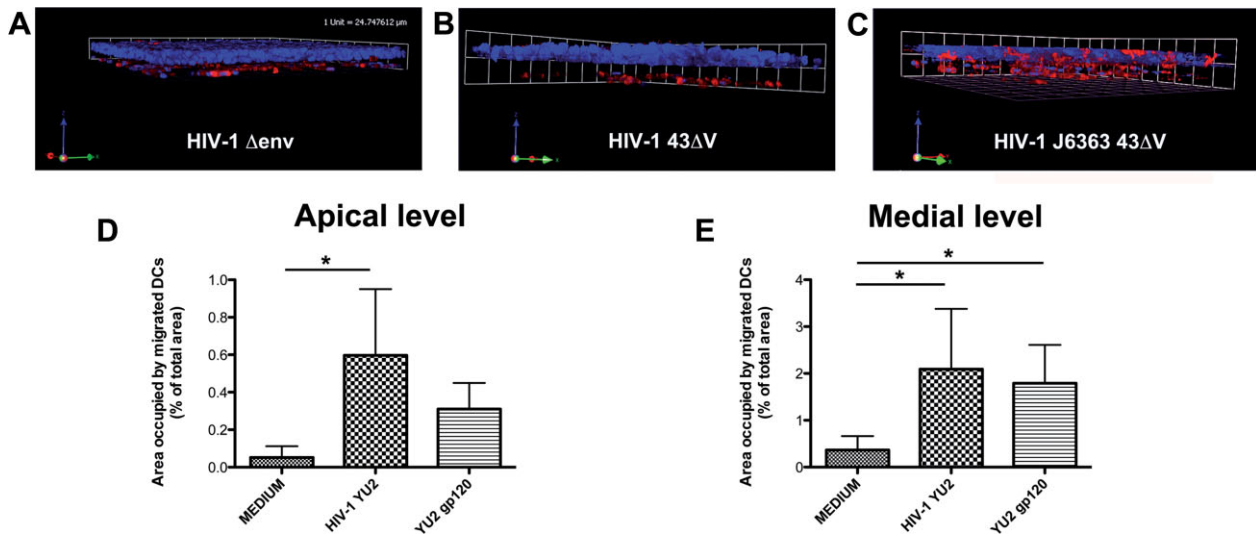 A
1 Unit = 24.747612 µm
HIV-1 Δenv
B
HIV-1 43ΔV
C
HIV-1 J6363 43ΔV
D
Apical level
Area occupied by migrated DCs
(% of total area)
1.0
0.8
0.6
0.4
0.2
0.0
*
MEDIUM
HIV-1 YU2
YU2 gp120
E
Medial level
Area occupied by migrated DCs
(% of total area)
4
3
2
1
0
*
*
MEDIUM
HIV-1 YU2
YU2 gp120